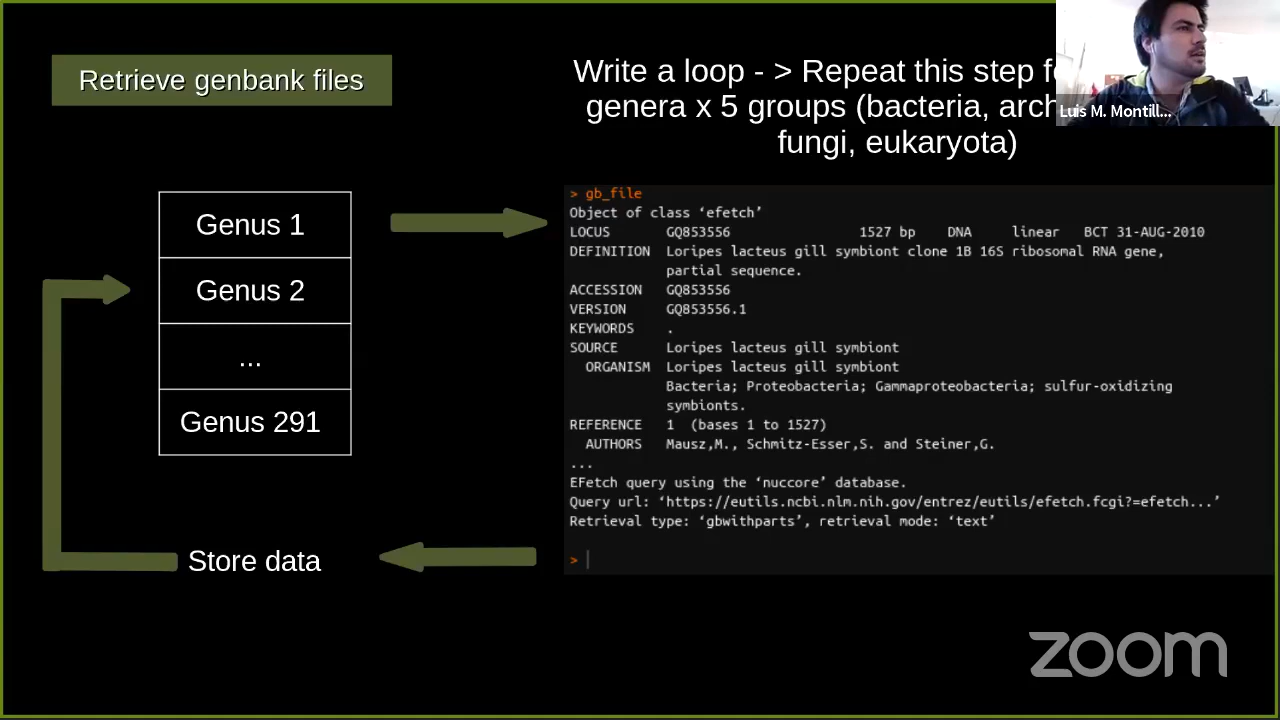 Retrieve genbank files
Write a loop - > Repeat this step
genera x 5 groups (bacteria,
fungi, eukaryota)
Luis M. Montill...
Genus 1
Genus 2
...
Genus 291
Store data
> gb_file
Object of class ‘efetch’
LOCUS GQ853556 1527 bp DNA linear BCT 31-AUG-2010
DEFINITION Loripes lacteus gill symbiont clone 1B 16S ribosomal RNA gene,
partial sequence.
ACCESSION GQ853556
VERSION GQ853556.1
KEYWORDS .
SOURCE Loripes lacteus gill symbiont
ORGANISM Loripes lacteus gill symbiont
Bacteria; Proteobacteria; Gammaproteobacteria; sulfur-oxidizing
symbionts.
REFERENCE 1 (bases 1 to 1527)
AUTHORS Mausz,M., Schmitz-Esser,S. and Steiner,G.
...
EFetch query using the ‘nuccore’ database.
Query url: ‘https://eutils.ncbi.nlm.nih.gov/entrez/eutils/efetch.fcgi?=efetch...’
Retrieval type: ‘gbwithparts’, retrieval mode: ‘text’
>
zoom